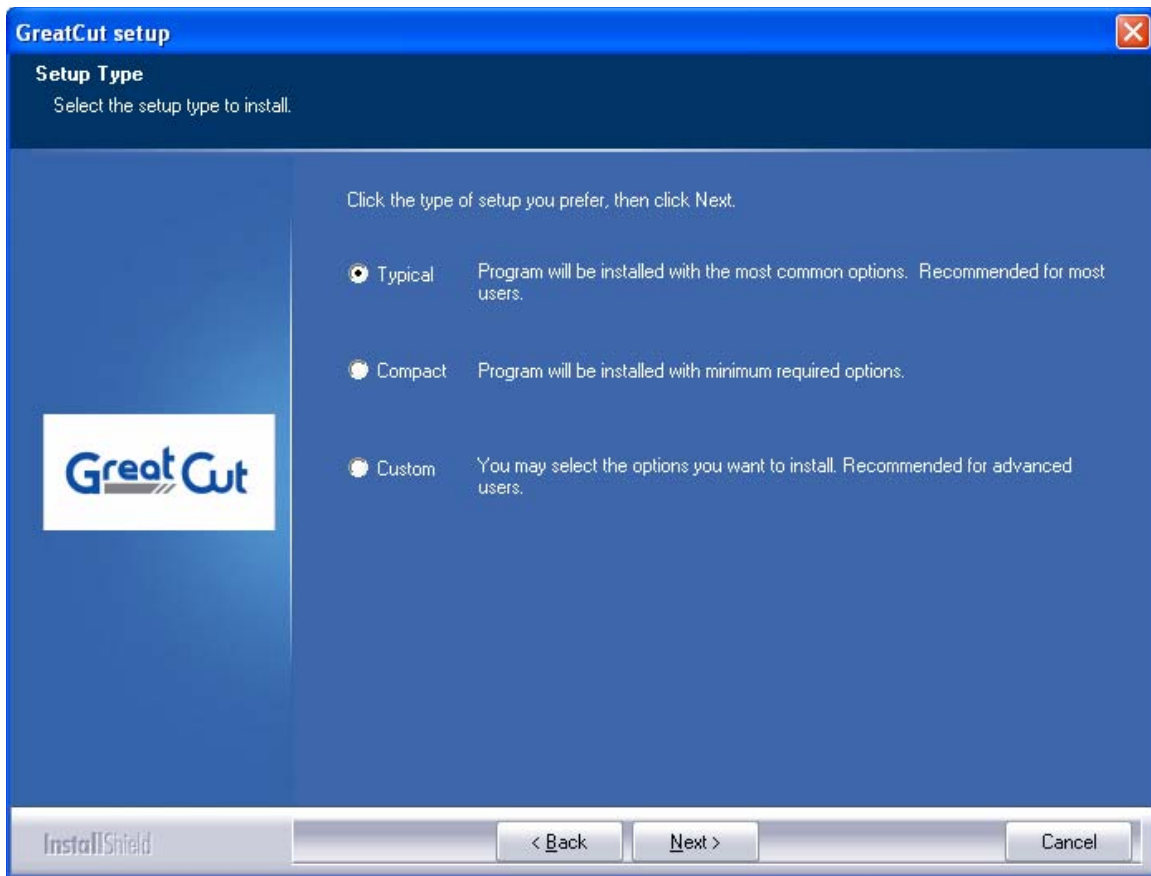 GreatCut setup
Setup Type
Select the setup type to install.
Click the type of setup you prefer, then click Next.
Typical
Program will be installed with the most common options.  Recommended for most
users.
Compact
Program will be installed with minimum required options.
Custom
You may select the options you want to install. Recommended for advanced
users.
Great Cut
InstallShield
< Back
Next >
Cancel